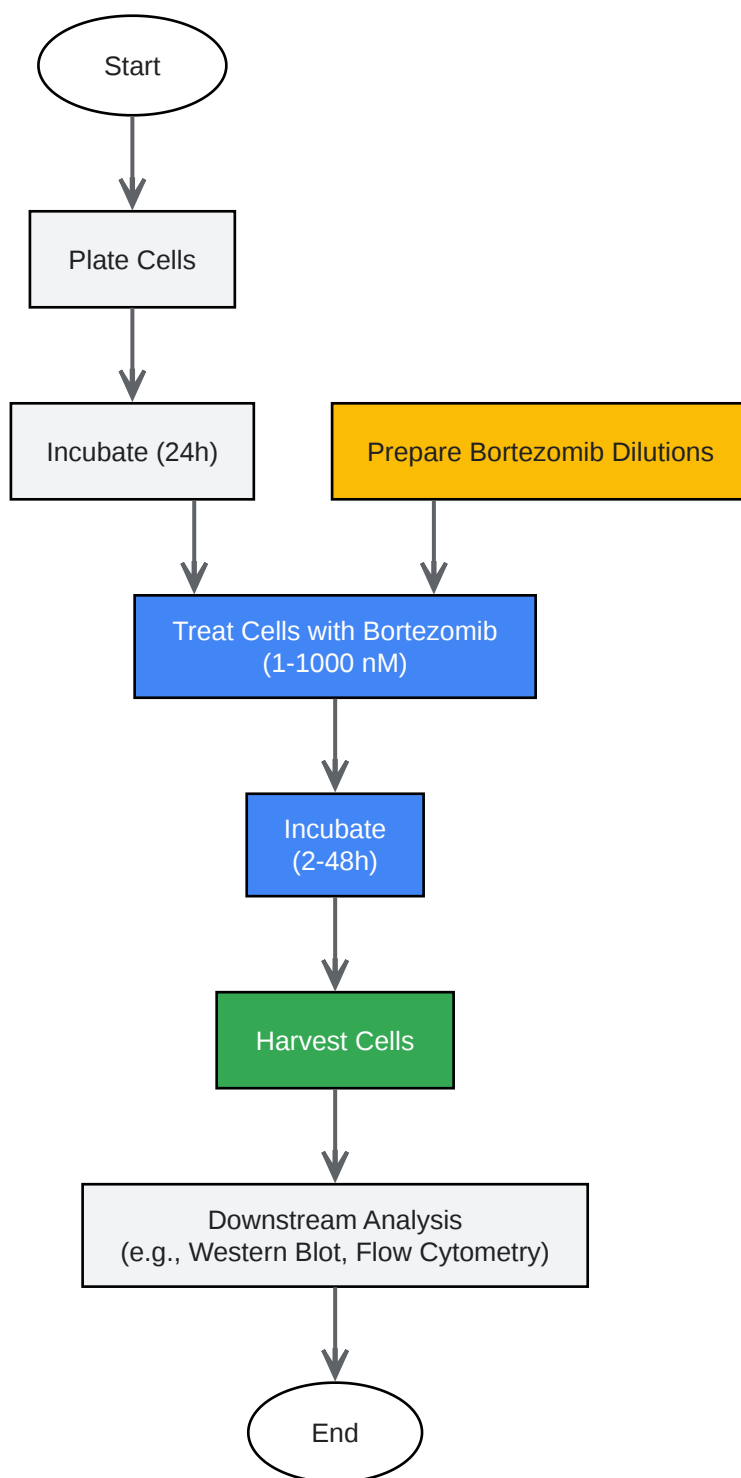 Start
Plate Cells
Incubate (24h)
Prepare Bortezomib Dilutions
Treat Cells with Bortezomib
(1-1000 nM)
Incubate
(2-48h)
Harvest Cells
Downstream Analysis
(e.g., Western Blot, Flow Cytometry)
End